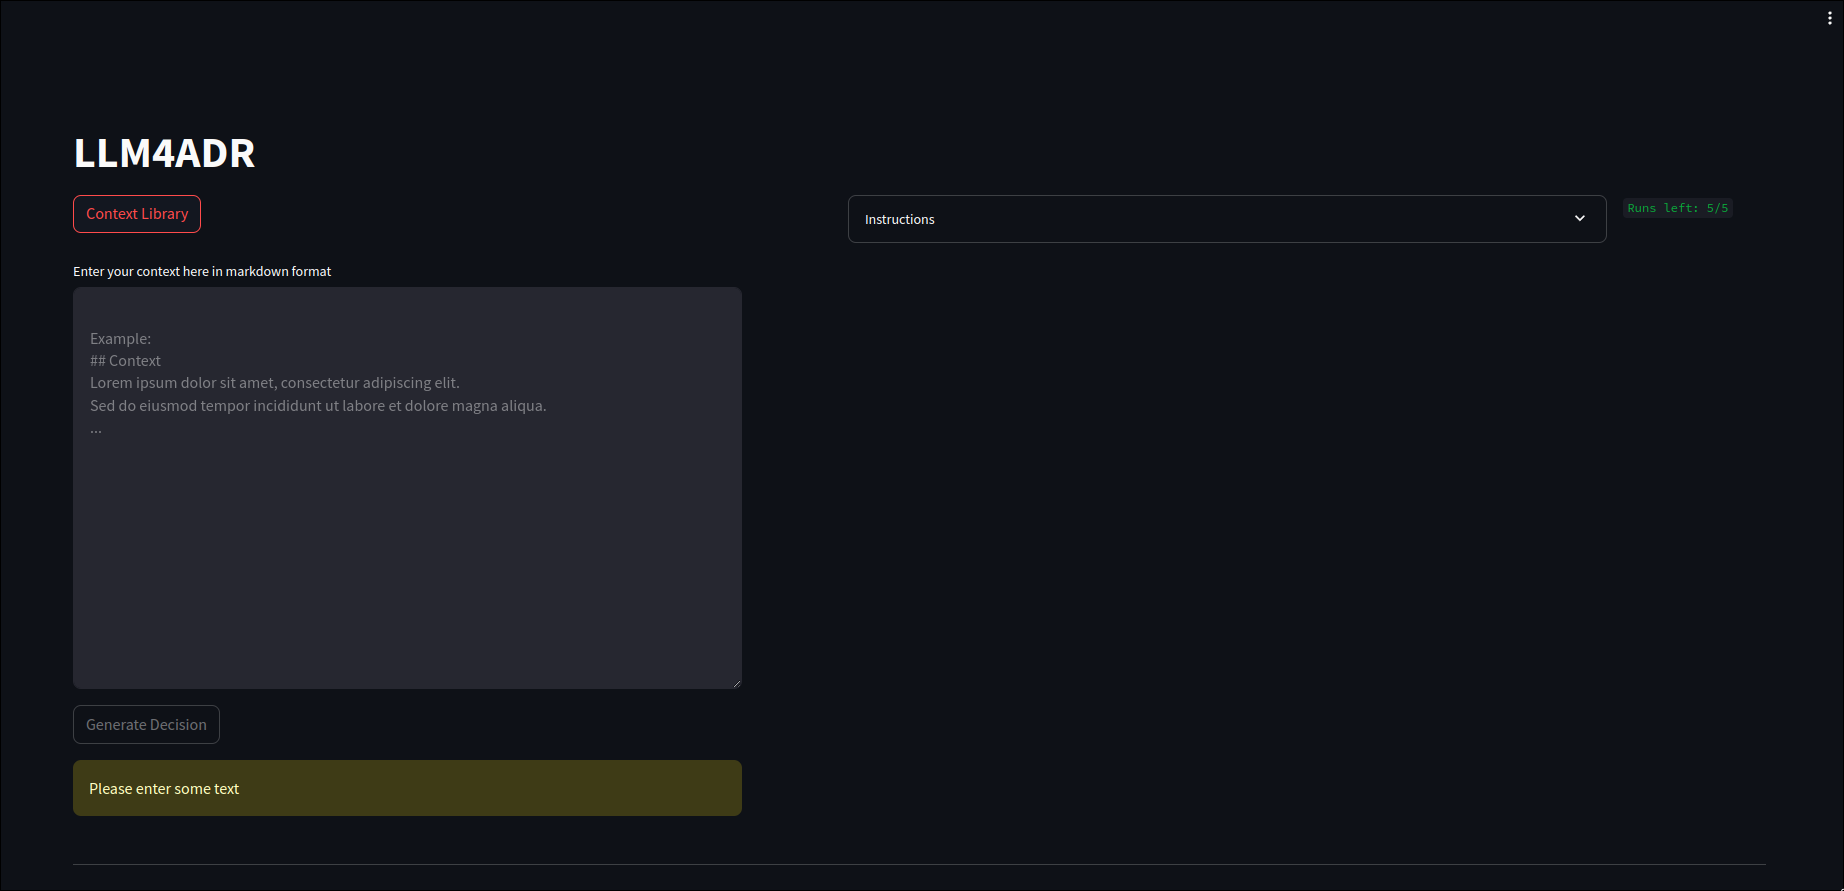 LLM4ADR
Context Library
Instructions
Runs left: 5/5
Enter your context here in markdown format
Example:
## Context
Lorem ipsum dolor sit amet, consectetur adipiscing elit.
Sed do eiusmod tempor incididunt ut labore et dolore magna aliqua.
...
Generate Decision
Please enter some text